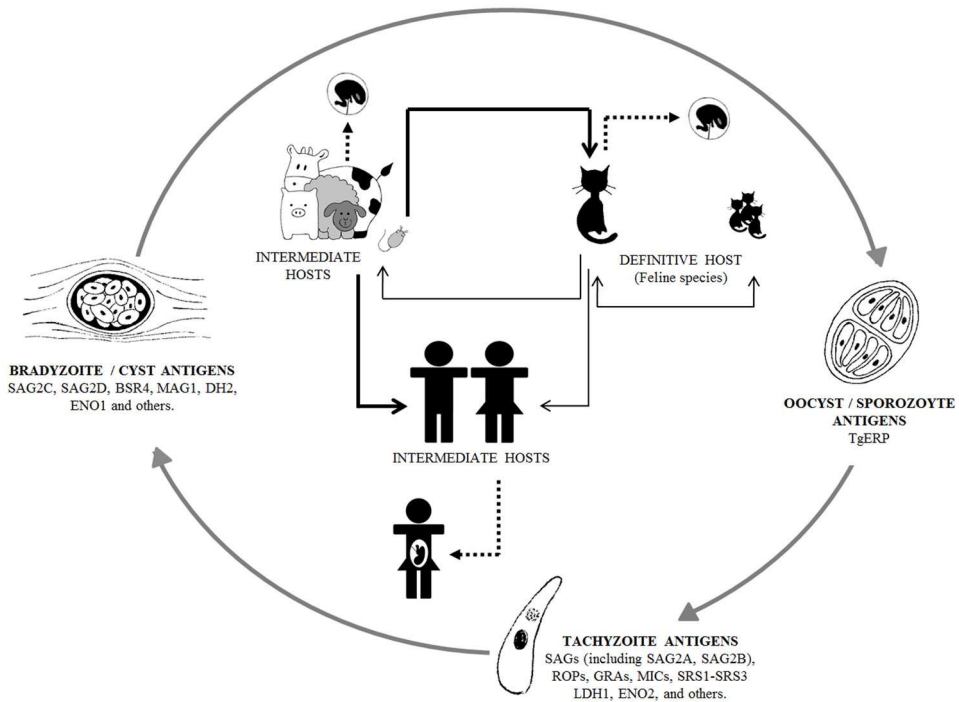 INTERMEDIATE
HOSTS
DEFINITIVE HOST
(Feline species)
BRADYZOITE / CYST ANTIGENS
SAG2C, SAG2D, BSR4, MAG1, DH2,
ENO1 and others.
OOCYST / SPOROZOYTE
ANTIGENS
TgERP
INTERMEDIATE HOSTS
TACHYZOITE ANTIGENS
SAGs (including SAG2A, SAG2B),
ROPs, GRAs, MICs, SRS1-SRS3
LDH1, ENO2, and others.